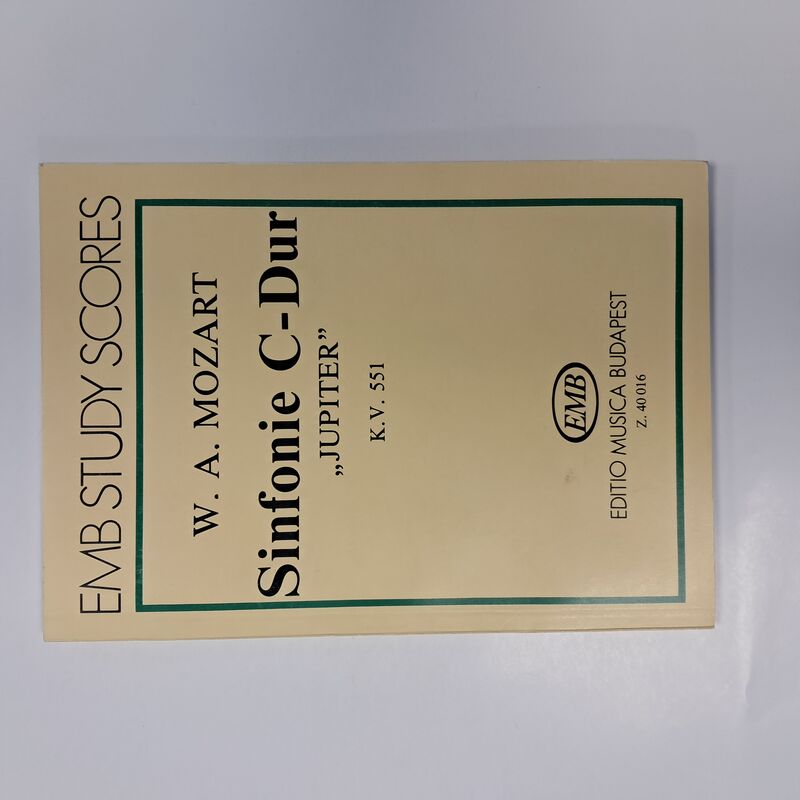 EMB STUDY SCORES
W. A. MOZART
Sinfonie C-Dur
„JUPITER”
K. V. 551
EMB
EDITIO MUSICA BUDAPEST
Z. 40 016